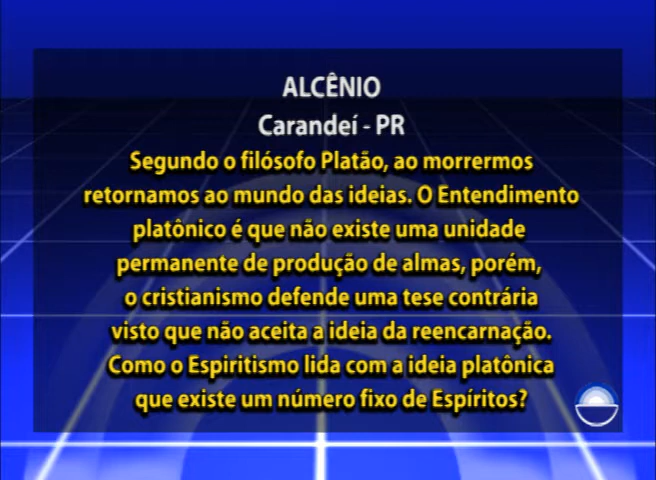 ALCÊNIO
Carandeí - PR
Segundo o filósofo Platão, ao morrermos
retornamos ao mundo das ideias. O Entendimento
platônico é que não existe uma unidade
permanente de produção de almas, porém,
o cristianismo defende uma tese contrária
visto que não aceita a ideia da reencarnação.
Como o Espiritismo lida com a ideia platônica
que existe um número fixo de Espíritos?